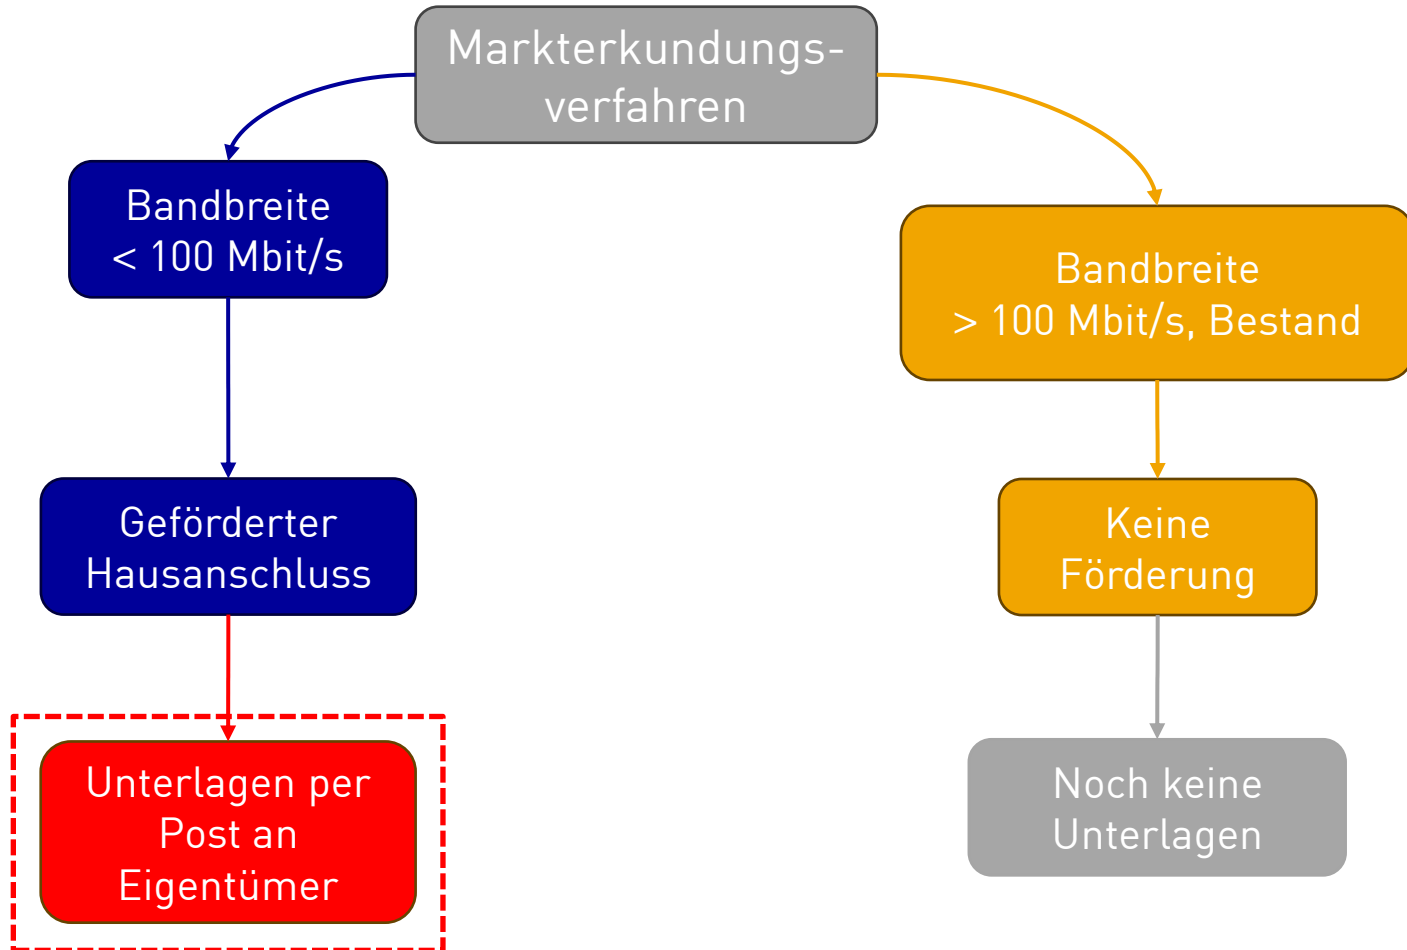 Markterkundungs-
verfahren
Bandbreite
< 100 Mbit/s
Bandbreite
> 100 Mbit/s, Bestand
Geförderter
Hausanschluss
Keine
Förderung
Unterlagen per
Post an
Eigentümer
Noch keine
Unterlagen